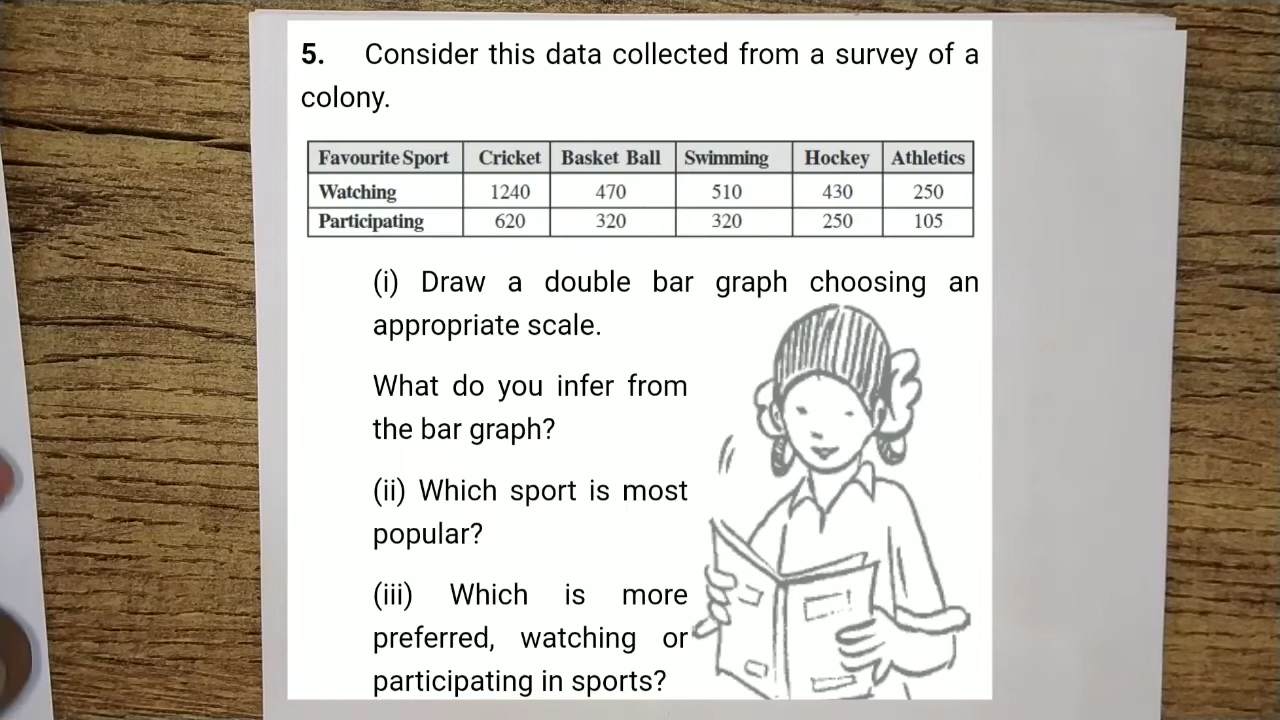 5. Consider this data collected from a survey of a
colony.
Favourite Sport Cricket Basket Ball Swimming Hockey Athletics
Watching 1240 470 510 430 250
Participating 620 320 320 250 105
(i) Draw a double bar graph choosing an
appropriate scale.
What do you infer from
the bar graph?
(ii) Which sport is most
popular?
(iii) Which is more
preferred, watching or
participating in sports?